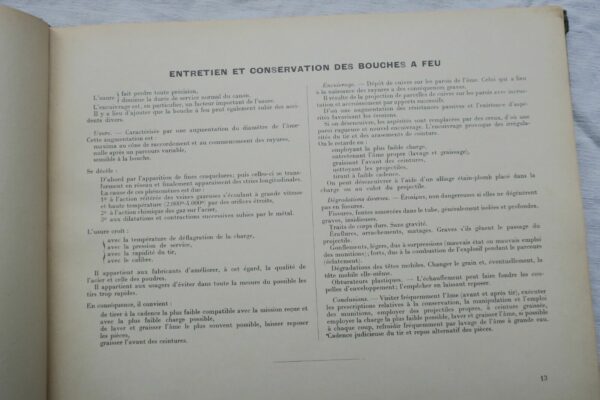 ENTRETIEN ET CONSERVATION DES BOUCHES A FEU
L'usure { fait perdre toute précision,
diminue la durée de service normal du canon.
L'encuivrage est, en particulier, un facteur important de l'usure.
Il y a lieu d'ajouter que la bouche à feu peut également subir des acci-
dents divers.
Usure. — Caractérisée par une augmentation du diamètre de l'âme.
Cette augmentation est :
maxima au cône de raccordement et au commencement des rayures,
nulle après un parcours variable,
sensible à la bouche.
Se décèle :
D'abord par l'apparition de fines craquelures; puis celles-ci se trans-
forment en réseau et finalement apparaissent des stries longitudinales.
La cause de ces phénomènes est due :
1° à l'action réitérée des veines gazeuses s'écoulant à grande vitesse
et haute température (2.000°-3.000° par des orifices étroits,
2° à l'action chimique des gaz sur l'acier,
3° aux dilatations et contractions successives subies par le métal.
L'usure croit :
avec la température de déflagration de la charge,
avec la pression de service,
avec la rapidité du tir,
avec le calibre.
Il appartient aux fabricants d'améliorer, à cet égard, la qualité de
l'acier et celle des poudres.
Il appartient aux usagers d'éviter dans toute la mesure du possible les
tirs trop rapides.
En conséquence, il convient :
de tirer à la cadence la plus faible compatible avec la mission reçue et
avec la plus faible charge possible,
de laver et graisser l'âme le plus souvent possible, laisser reposer
les pièces,
graisser l'avant des ceintures.
Encuivrage. — Dépôt de cuivre sur les parois de l'âme. Celui qui a lieu
à la naissance des rayures a des conséquences graves.
Il résulte de la projection de parcelles de cuivre sur les parois avec incrus-
tation et accroissement par apports successifs.
D'où une augmentation des résistances passives et l'existence d'aspé-
rités favorisant les érosions.
Si on désencuivre, les aspérités sont remplacées par des creux, d'où une
paroi rugueuse et nouvel encuivrage. L'encuivrage provoque des irrégula-
rités de tir.
On le retarde en :
employant la plus faible charge,
entretenant l'âme propre (lavage et graissage),
graissant l'avant des ceintures,
nettoyant les projectiles,
tirant à faible cadence.
On peut désencuivrer à l'aide d'un alliage étain-plomb placé dans la
charge ou au culot du projectile.
Dégradations diverses. — Erosions, non dangereuses si elles ne dégénèrent
pas en fissures.
Fissures, fentes amorcées dans le tube, généralement isolées et profondes.
graves, insidieuses.
Traits de corps durs. Sans gravité.
Eraflures, arrachements, matages. Graves s'ils gênent le passage du
projectile.
Gonflements, légers, dus à surpressions (mauvais état ou mauvais emploi
des munitions); forts, dus à la combustion de l'explosif pendant le parcours
(éclatement).
Dégradations des têtes mobiles. Changer le grain et, éventuellement, la
tête mobile elle-même.
Obturateurs plastiques. — L'échauffement peut faire fondre les cou-
pelles d'enveloppement; l'empêcher en laissant reposer.
Conclusions. — Visiter fréquemment l'âme (avant et après tir), exécuter
les prescriptions relatives à la conservation, la manipulation et l'emploi
des munitions, employer des projectiles propres, à ceinture graissée,
employer la charge la plus faible possible, laver et graisser l'âme, si possible
à chaque coup, refroidir fréquemment par lavage de l'âme à grande eau.
Cadence judicieuse du tir et repos alternatif des pièces.
13